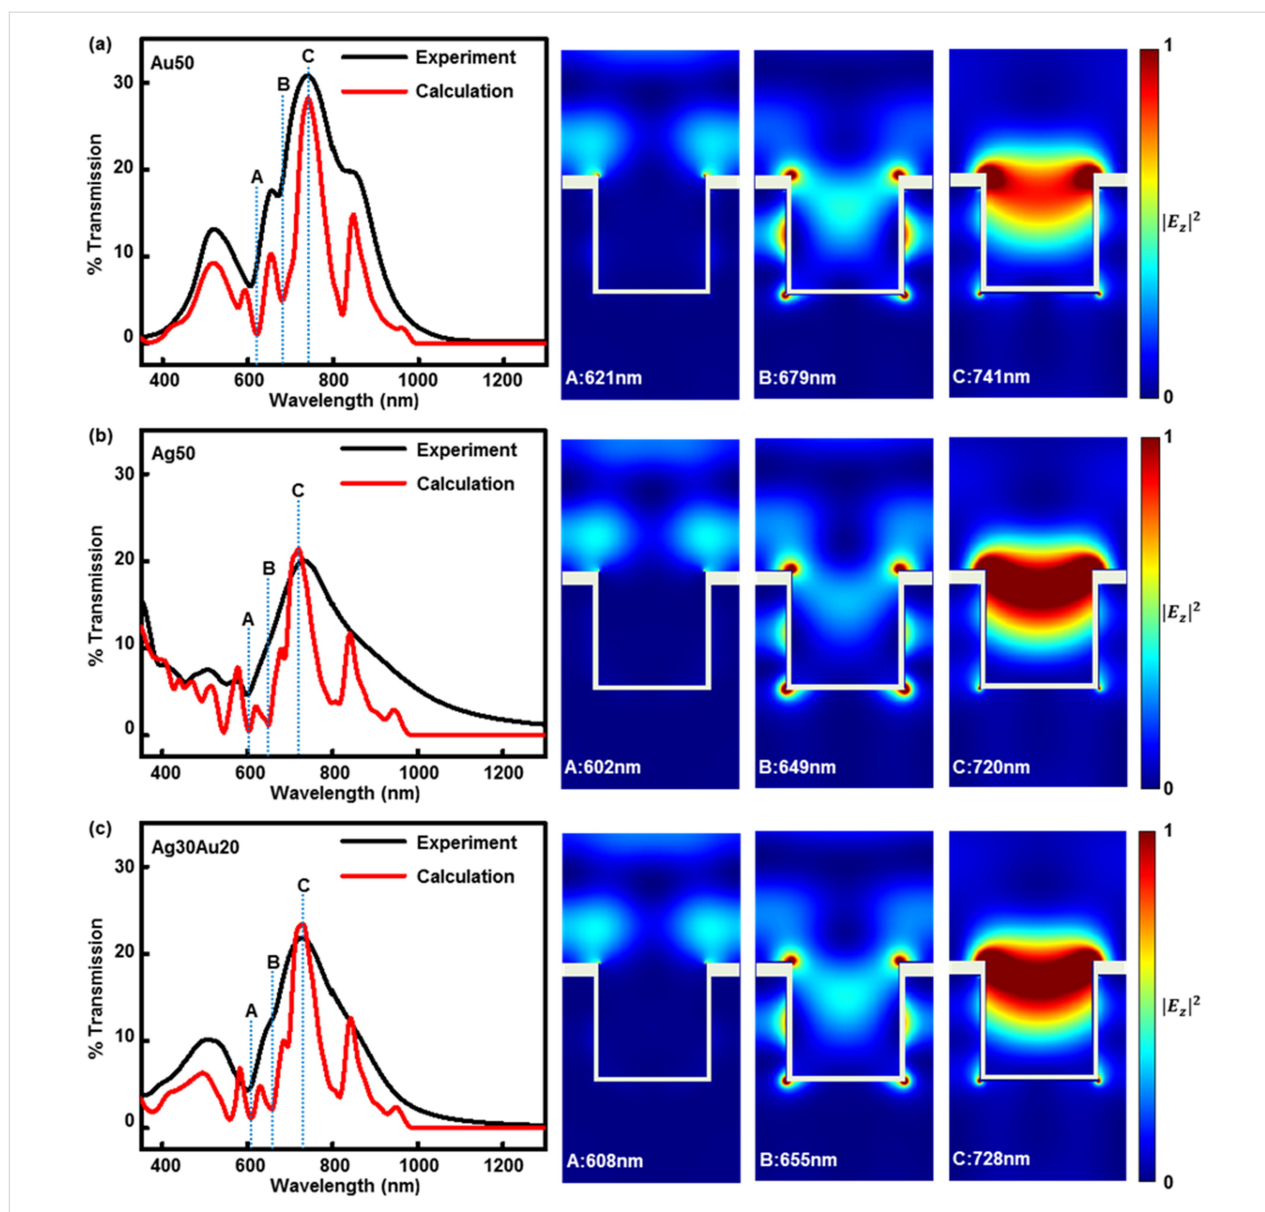 (a)
Au50
Experiment
Calculation
A
B
C
30
20
10
0
% Transmission
400 600 800 1000 1200
Wavelength (nm)
A:621nm
B:679nm
C:741nm
1
|E_z|²
0
(b)
Ag50
Experiment
Calculation
A
B
C
30
20
10
0
% Transmission
400 600 800 1000 1200
Wavelength (nm)
A:602nm
B:649nm
C:720nm
1
|E_z|²
0
(c)
Ag30Au20
Experiment
Calculation
A
B
C
30
20
10
0
% Transmission
400 600 800 1000 1200
Wavelength (nm)
A:608nm
B:655nm
C:728nm
1
|E_z|²
0